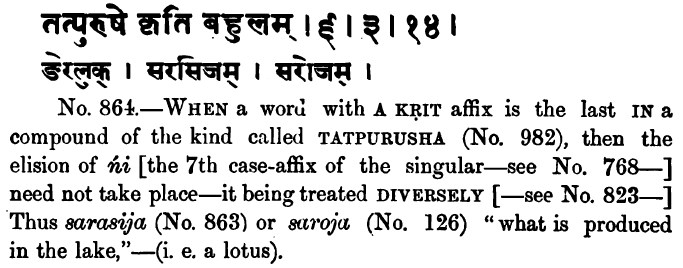 तत्पुरुषे कृति बहुलम् । ६ । ३ । १४ ।
ङेरलुक् । सरसिजम् । सरोजम् ।
No. 864.—WHEN a word with A KṚIT affix is the last IN a
compound of the kind called TATPURUSHA (No. 982), then the
elision of ṅi [the 7th case-affix of the singular—see No. 768—]
need not take place—it being treated DIVERSELY [—see No. 823—]
Thus sarasija (No. 863) or saroja (No. 126) “what is produced
in the lake,”—(i. e. a lotus).